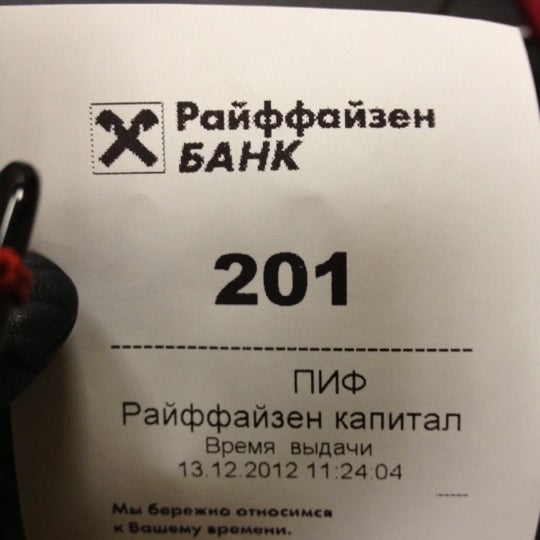 Райффайзен
БАНК
201
ПИФ
Райффайзен капитал
Время выдачи
13.12.2012 11:24:04
Мы бережно относимся
к Вашему времени.